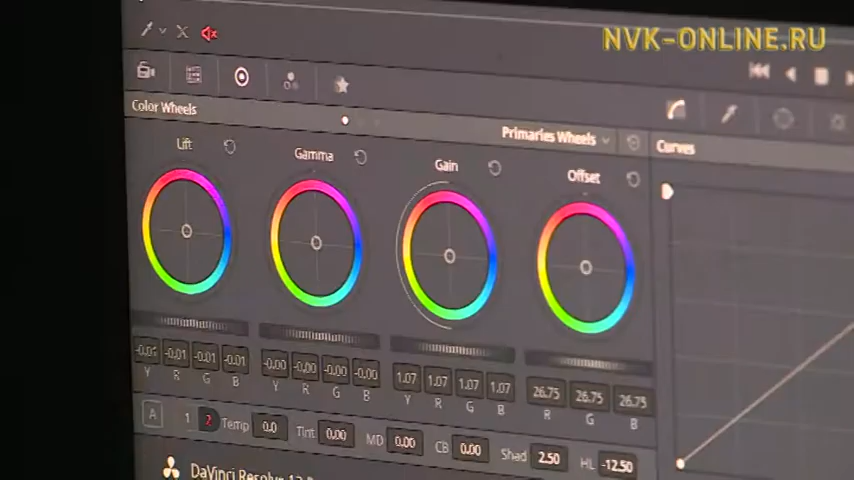 NVK-ONLINE.RU
Color Wheels
Primaries Wheels
Curves
Lift
Gamma
Gain
Offset
-0.01 -0.01 -0.01 -0.01
-0.00 -0.00 -0.00 -0.00
1.07 1.07 1.07 1.07
26.75 26.75 26.75
Y R G B
Y R G B
Y R G B
R G B
A 1 2 Temp 0.0 Tint 0.00 MD 0.00 CB 0.00 Shad 2.50 HL -12.50
DaVinci Resolve